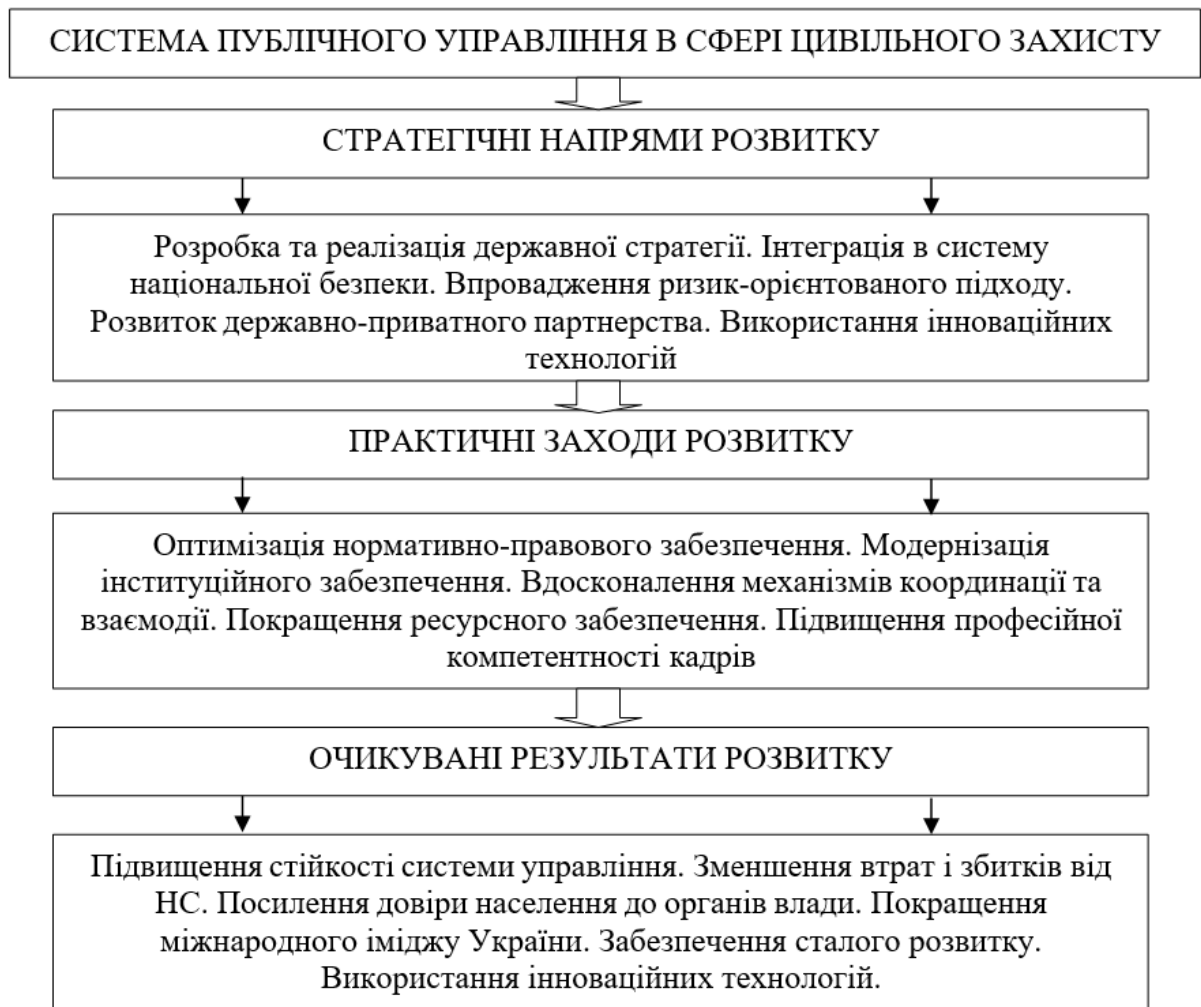 СИСТЕМА ПУБЛІЧНОГО УПРАВЛІННЯ В СФЕРІ ЦИВІЛЬНОГО ЗАХИСТУ
СТРАТЕГІЧНІ НАПРЯМИ РОЗВИТКУ
Розробка та реалізація державної стратегії. Інтеграція в систему
національної безпеки. Впровадження ризик-орієнтованого підходу.
Розвиток державно-приватного партнерства. Використання інноваційних
технологій
ПРАКТИЧНІ ЗАХОДИ РОЗВИТКУ
Оптимізація нормативно-правового забезпечення. Модернізація
інституційного забезпечення. Вдосконалення механізмів координації та
взаємодії. Покращення ресурсного забезпечення. Підвищення професійної
компетентності кадрів
ОЧИКУВАНІ РЕЗУЛЬТАТИ РОЗВИТКУ
Підвищення стійкості системи управління. Зменшення втрат і збитків від
НС. Посилення довіри населення до органів влади. Покращення
міжнародного іміджу України. Забезпечення сталого розвитку.
Використання інноваційних технологій.